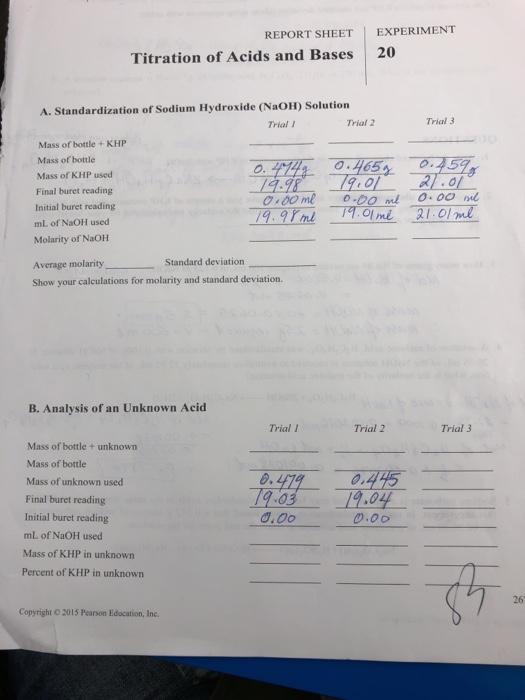 REPORT SHEET EXPERIMENT
Titration of Acids and Bases 20
A. Standardization of Sodium Hydroxide (NaOH) Solution
Trial 1 Trial 2 Trial 3
Mass of bottle + KHP
Mass of bottle
Mass of KHP used 0.474g 0.465g 0.459g
Final buret reading 19.98 19.01 21.01
Initial buret reading 0.00 ml 0.00 ml 0.00 ml
mL of NaOH used 19.98 ml 19.01 ml 21.01 ml
Molarity of NaOH
Average molarity Standard deviation
Show your calculations for molarity and standard deviation.
B. Analysis of an Unknown Acid
Trial 1 Trial 2 Trial 3
Mass of bottle + unknown
Mass of bottle
Mass of unknown used 0.479 0.445
Final buret reading 19.03 19.04
Initial buret reading 0.00 0.00
mL of NaOH used
Mass of KHP in unknown
Percent of KHP in unknown
26
Copyright © 2015 Pearson Education, Inc.